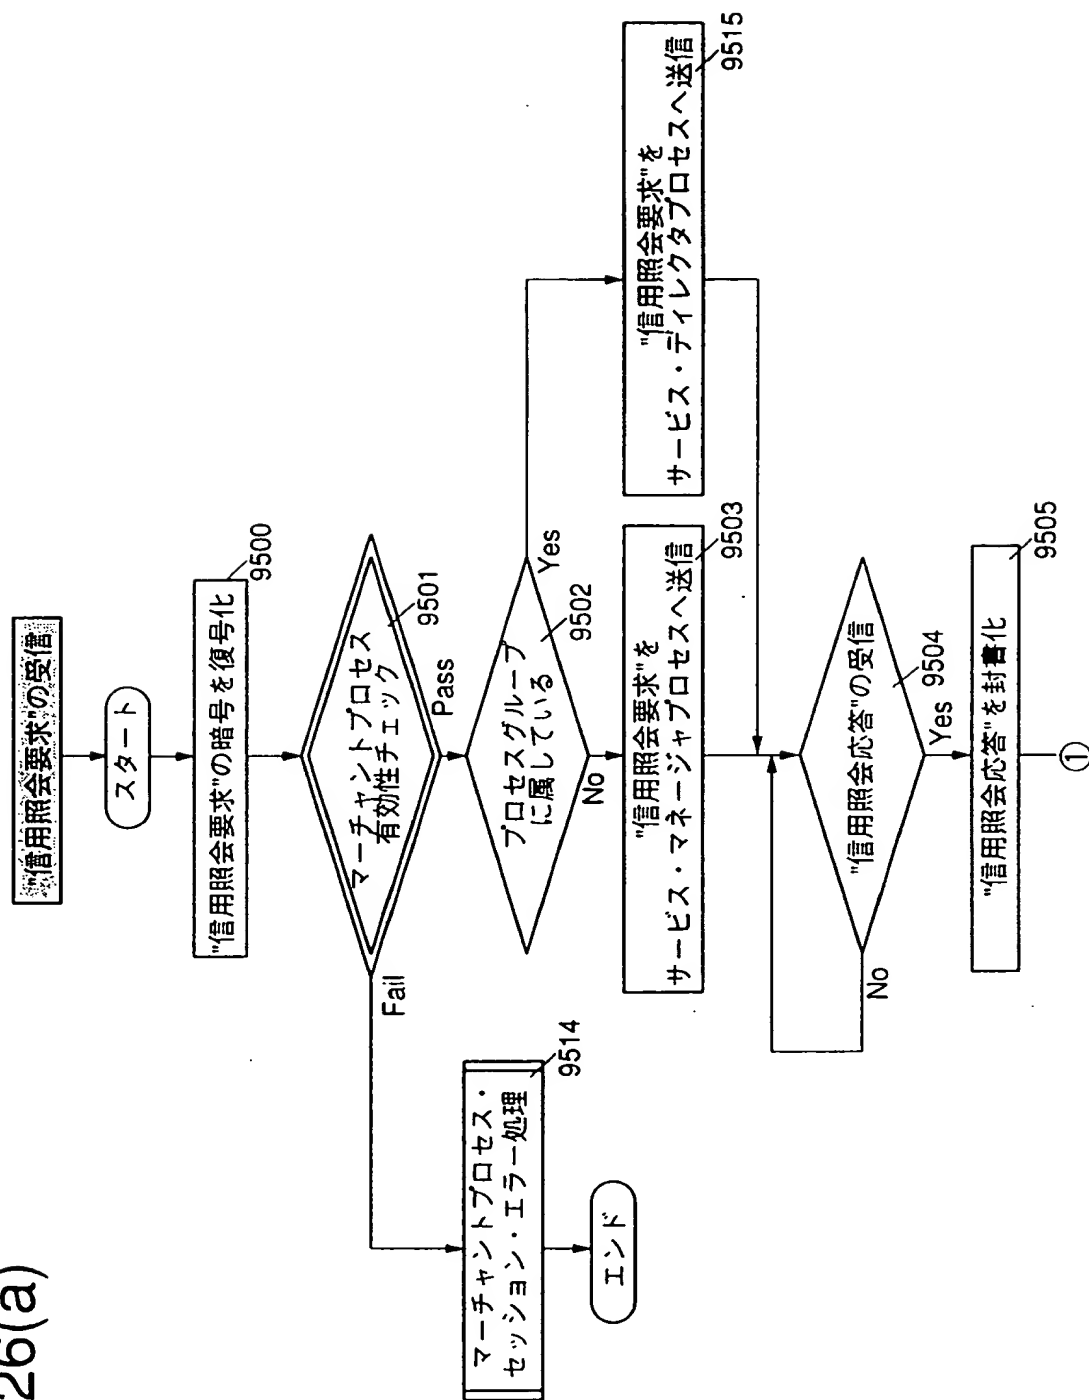 26(a)
"信用照会要求"の受信
スタート
"信用照会要求"の暗号を復号化
9500
マーチャントプロセス
有効性チェック
9501
Fail
Pass
マーチャントプロセス・
セッション・エラー処理
9514
エンド
プロセスグループ
に属している
9502
Yes
No
"信用照会要求"を
サービス・マネージャプロセスへ送信
9503
"信用照会要求"を
サービス・ディレクタプロセスへ送信
9515
"信用照会応答"の受信
9504
No
Yes
"信用照会応答"を封書化
9505
①